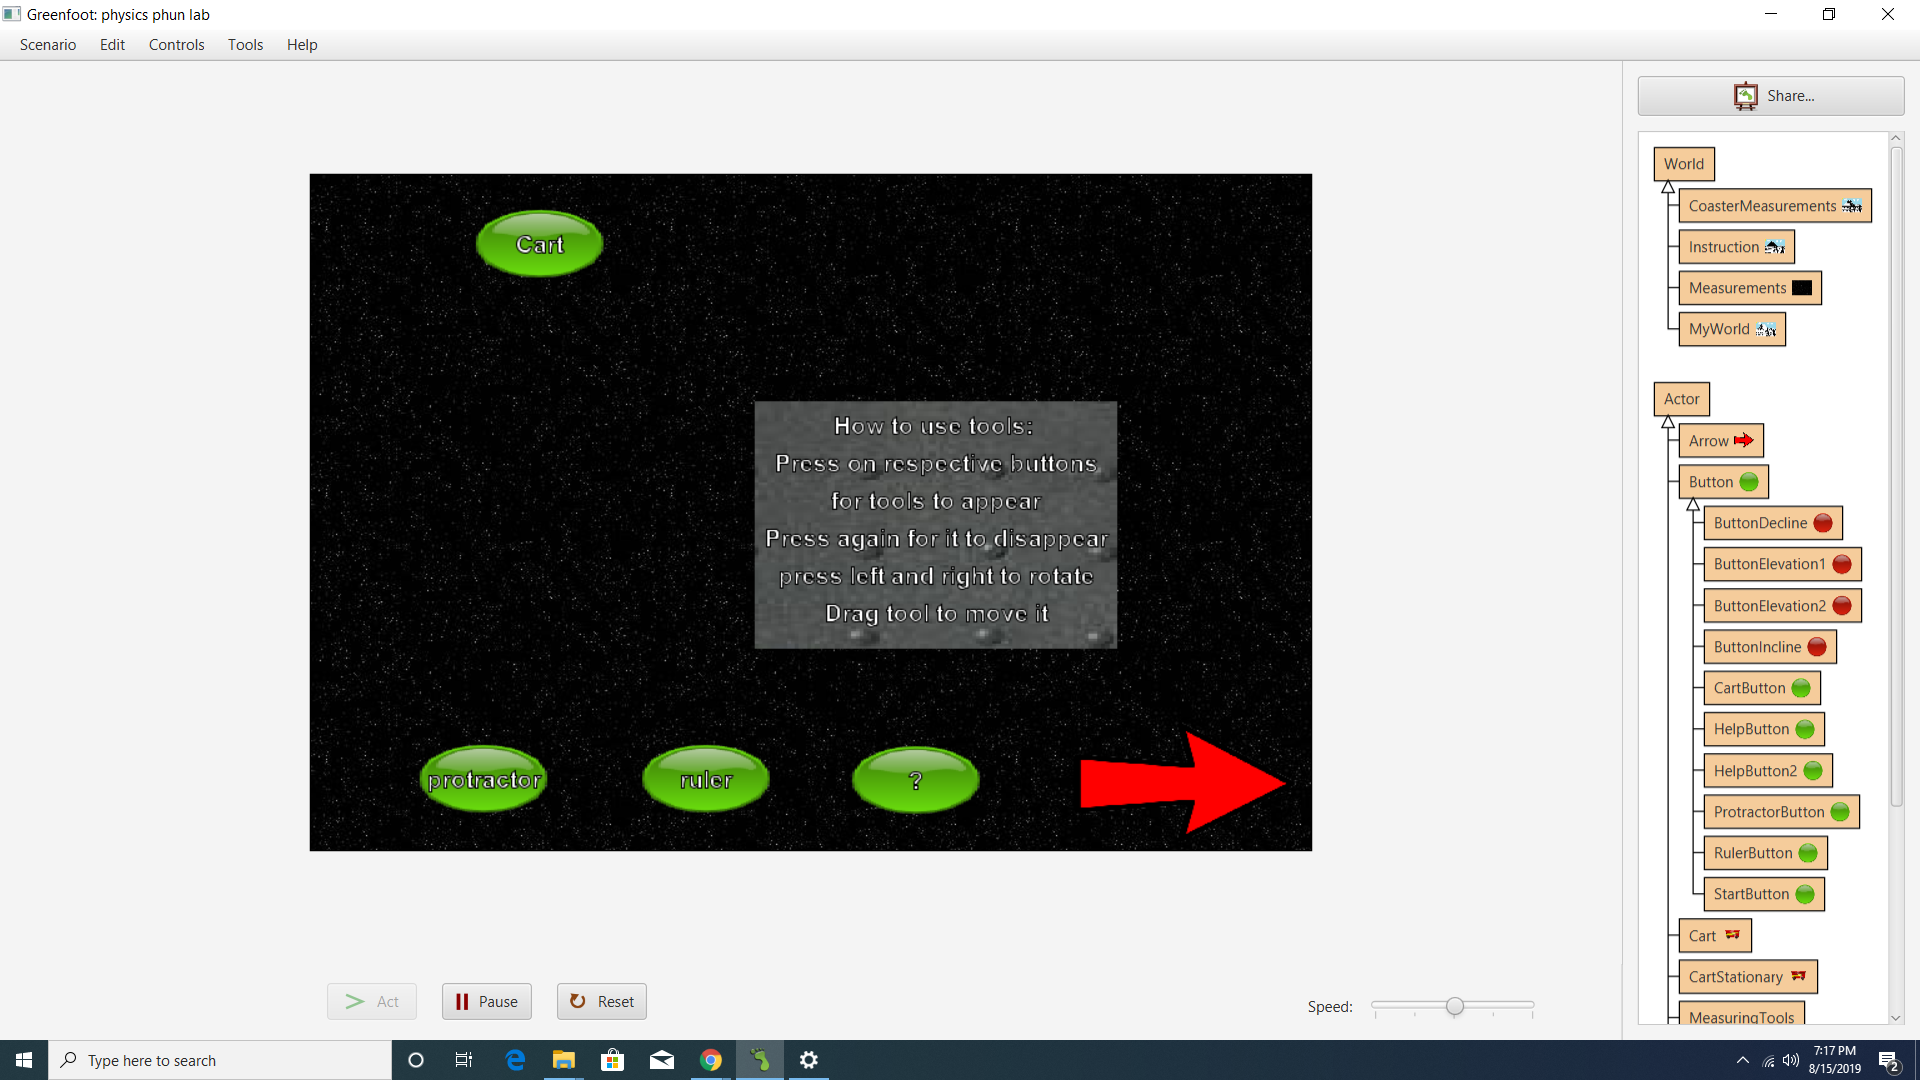 Greenfoot: physics phun lab
Scenario Edit Controls Tools Help
Share...
World
CoasterMeasurements
Instruction
Measurements
MyWorld
Actor
Arrow
Button
ButtonDecline
ButtonElevation1
ButtonElevation2
ButtonIncline
CartButton
HelpButton
HelpButton2
ProtractorButton
RulerButton
StartButton
Cart
CartStationary
MeasuringTools
Cart
How to use tools:
Press on respective buttons
for tools to appear
Press again for it to disappear
press left and right to rotate
Drag tool to move it
protractor ruler ?
Act Pause Reset Speed:
Type here to search
7:17 PM
8/15/2019
2